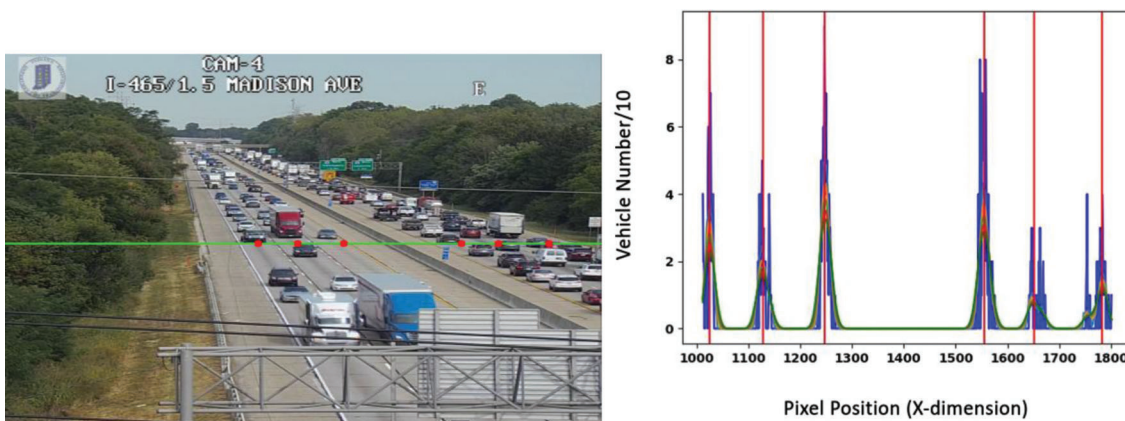 CAM-4
I-465/1.5 MADISON AVE
E
Vehicle Number/10
8
6
4
2
0
1000 1100 1200 1300 1400 1500 1600 1700 1800
Pixel Position (X-dimension)